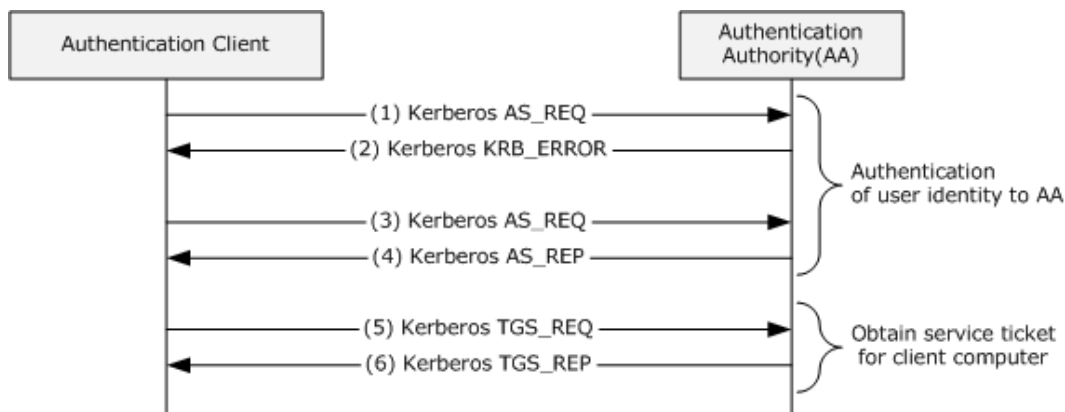 Authentication Client
Authentication
Authority(AA)
(1) Kerberos AS_REQ
(2) Kerberos KRB_ERROR
(3) Kerberos AS_REQ
(4) Kerberos AS_REP
Authentication
of user identity to AA
(5) Kerberos TGS_REQ
(6) Kerberos TGS_REP
Obtain service ticket
for client computer